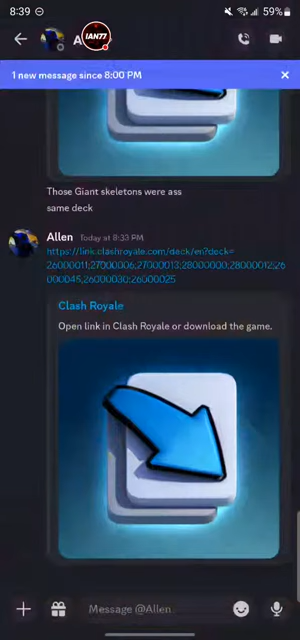 8:39
59%
A
IAN77
1 new message since 8:00 PM
Those Giant skeletons were ass
same deck
Allen Today at 8:33 PM
https://link.clashroyale.com/deck/en?deck=
26000011;27000006;27000013;28000000;28000012;26
000045;26000030;26000025
Clash Royale
Open link in Clash Royale or download the game.
Message @Allen